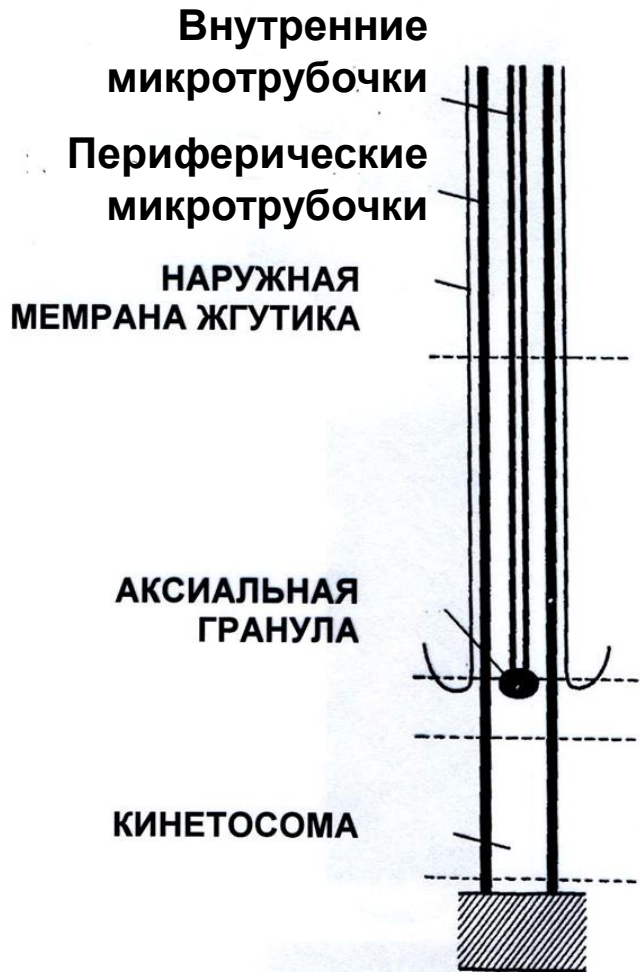 Внутренние
микротрубочки
Периферические
микротрубочки
НАРУЖНАЯ
МЕМРАНА ЖГУТИКА
АКСИАЛЬНАЯ
ГРАНУЛА
КИНЕТОСОМА